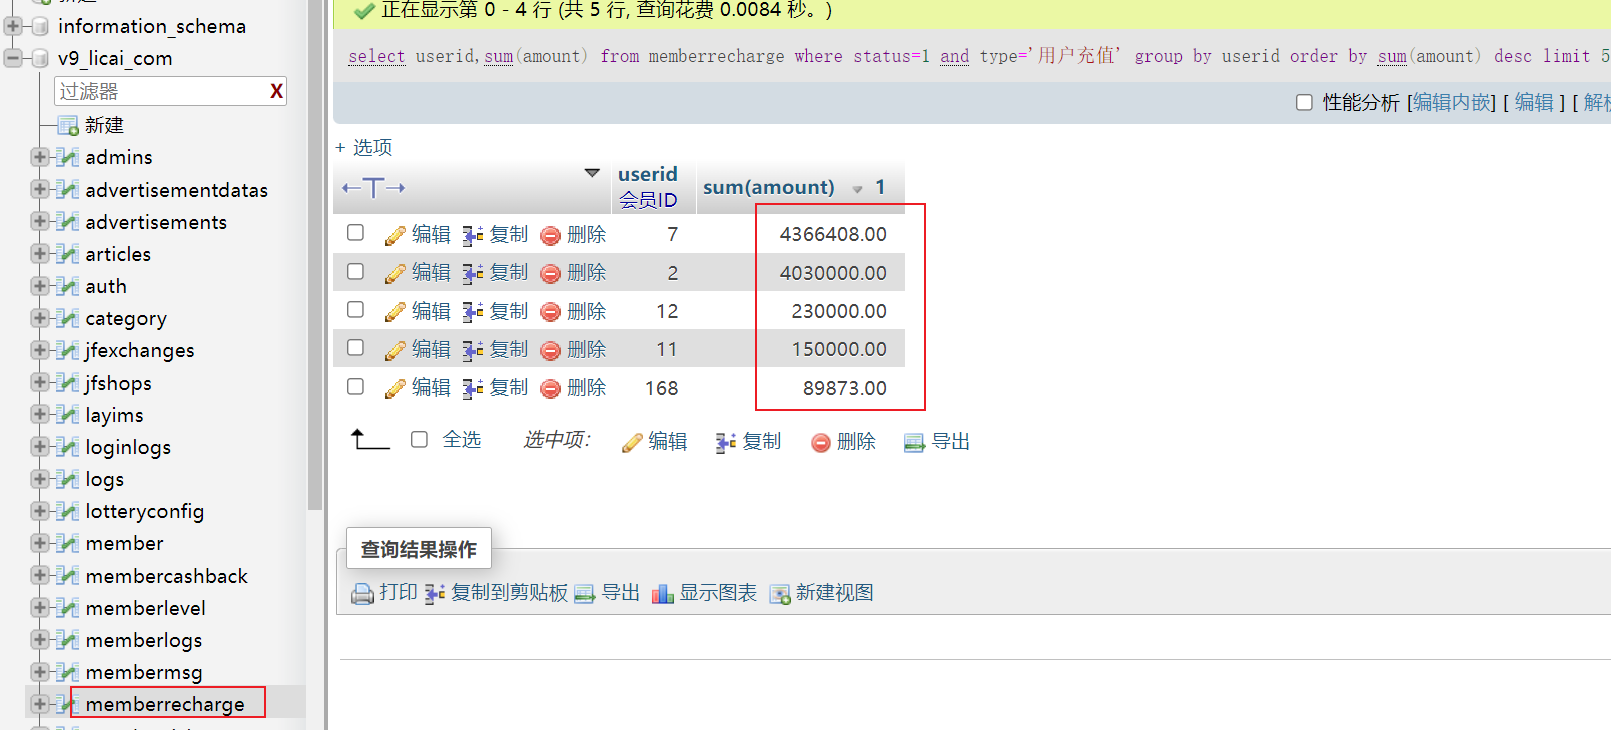 information_schema
v9_licai_com
过滤器 X
新建
admins
advertisementdatas
advertisements
articles
auth
category
jfexchanges
jfshops
layims
loginlogs
logs
lotteryconfig
member
membercashback
memberlevel
memberlogs
membermsg
memberrecharge
正在显示第 0 - 4 行 (共 5 行, 查询花费 0.0084 秒。)
select userid,sum(amount) from memberrecharge where status=1 and type='用户充值' group by userid order by sum(amount) desc limit 5
性能分析 [编辑内嵌] [ 编辑 ] [
+ 选项
←T→ userid 会员ID sum(amount) 1
编辑 复制 删除 7 4366408.00
编辑 复制 删除 2 4030000.00
编辑 复制 删除 12 230000.00
编辑 复制 删除 11 150000.00
编辑 复制 删除 168 89873.00
全选 选中项: 编辑 复制 删除 导出
查询结果操作
打印 复制到剪贴板 导出 显示图表 新建视图